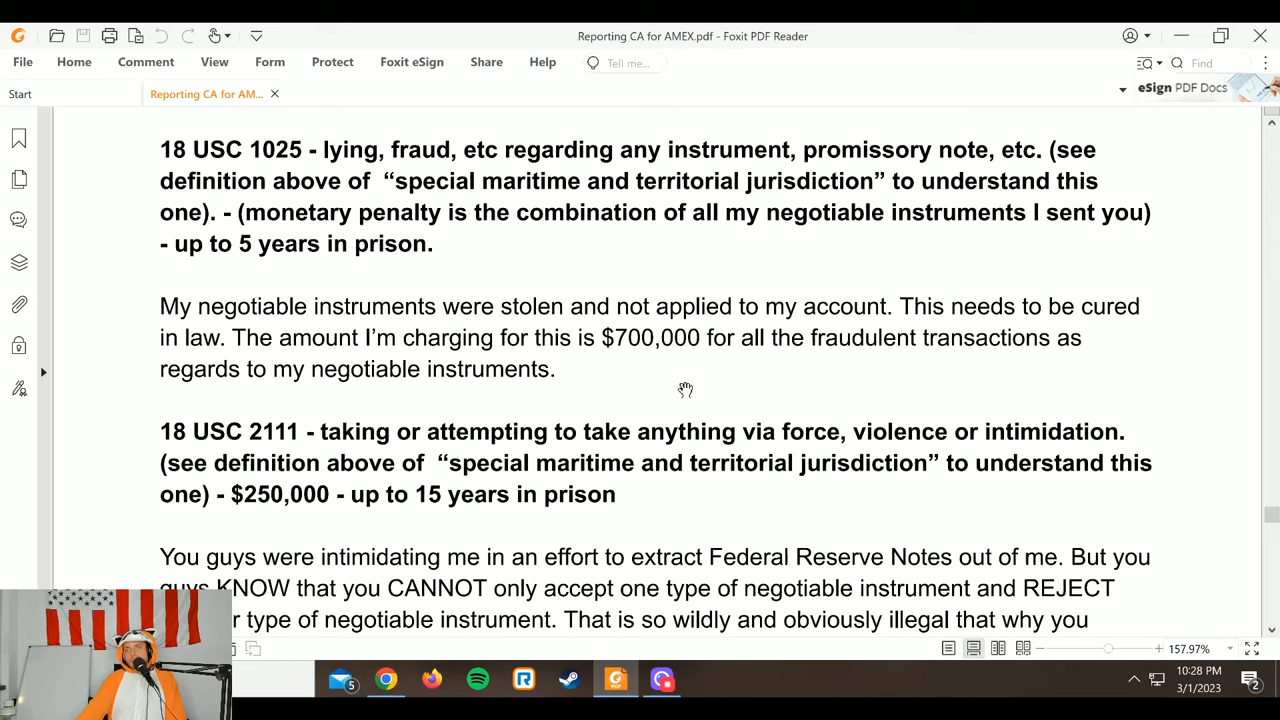 Reporting CA for AMEX.pdf - Foxit PDF Reader
File Home Comment View Form Protect Foxit eSign Share Help Tell me... Find
Start Reporting CA for AM... eSign PDF Docs
18 USC 1025 - lying, fraud, etc regarding any instrument, promissory note, etc. (see
definition above of “special maritime and territorial jurisdiction” to understand this
one). - (monetary penalty is the combination of all my negotiable instruments I sent you)
- up to 5 years in prison.
My negotiable instruments were stolen and not applied to my account. This needs to be cured
in law. The amount I’m charging for this is $700,000 for all the fraudulent transactions as
regards to my negotiable instruments.
18 USC 2111 - taking or attempting to take anything via force, violence or intimidation.
(see definition above of “special maritime and territorial jurisdiction” to understand this
one) - $250,000 - up to 15 years in prison
You guys were intimidating me in an effort to extract Federal Reserve Notes out of me. But you
guys KNOW that you CANNOT only accept one type of negotiable instrument and REJECT
type of negotiable instrument. That is so wildly and obviously illegal that why you
157.97%
5 10:28 PM
3/1/2023 2